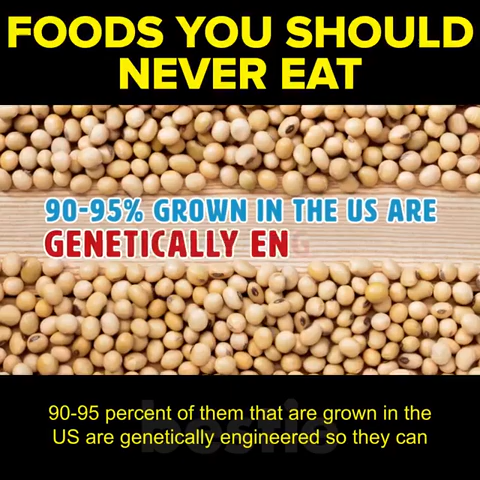 FOODS YOU SHOULD
NEVER EAT
90-95% GROWN IN THE US ARE
GENETICALLY EN
90-95 percent of them that are grown in the
US are genetically engineered so they can